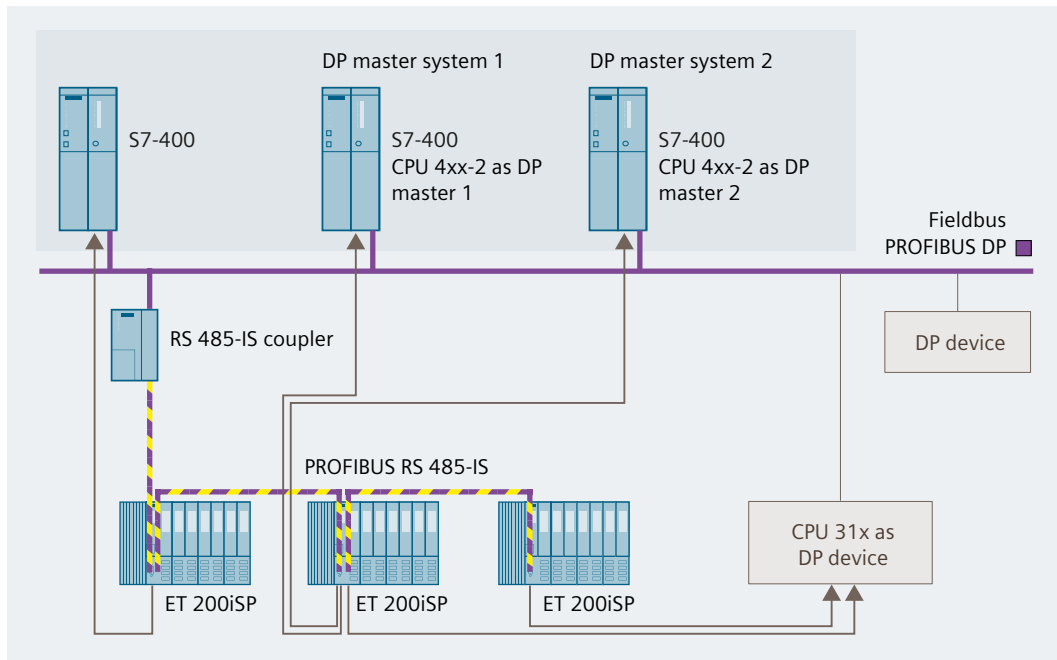 DP master system 1
DP master system 2
S7-400
S7-400
CPU 4xx-2 as DP
master 1
S7-400
CPU 4xx-2 as DP
master 2
Fieldbus
PROFIBUS DP
RS 485-IS coupler
DP device
PROFIBUS RS 485-IS
CPU 31x as
DP device
ET 200iSP
ET 200iSP
ET 200iSP